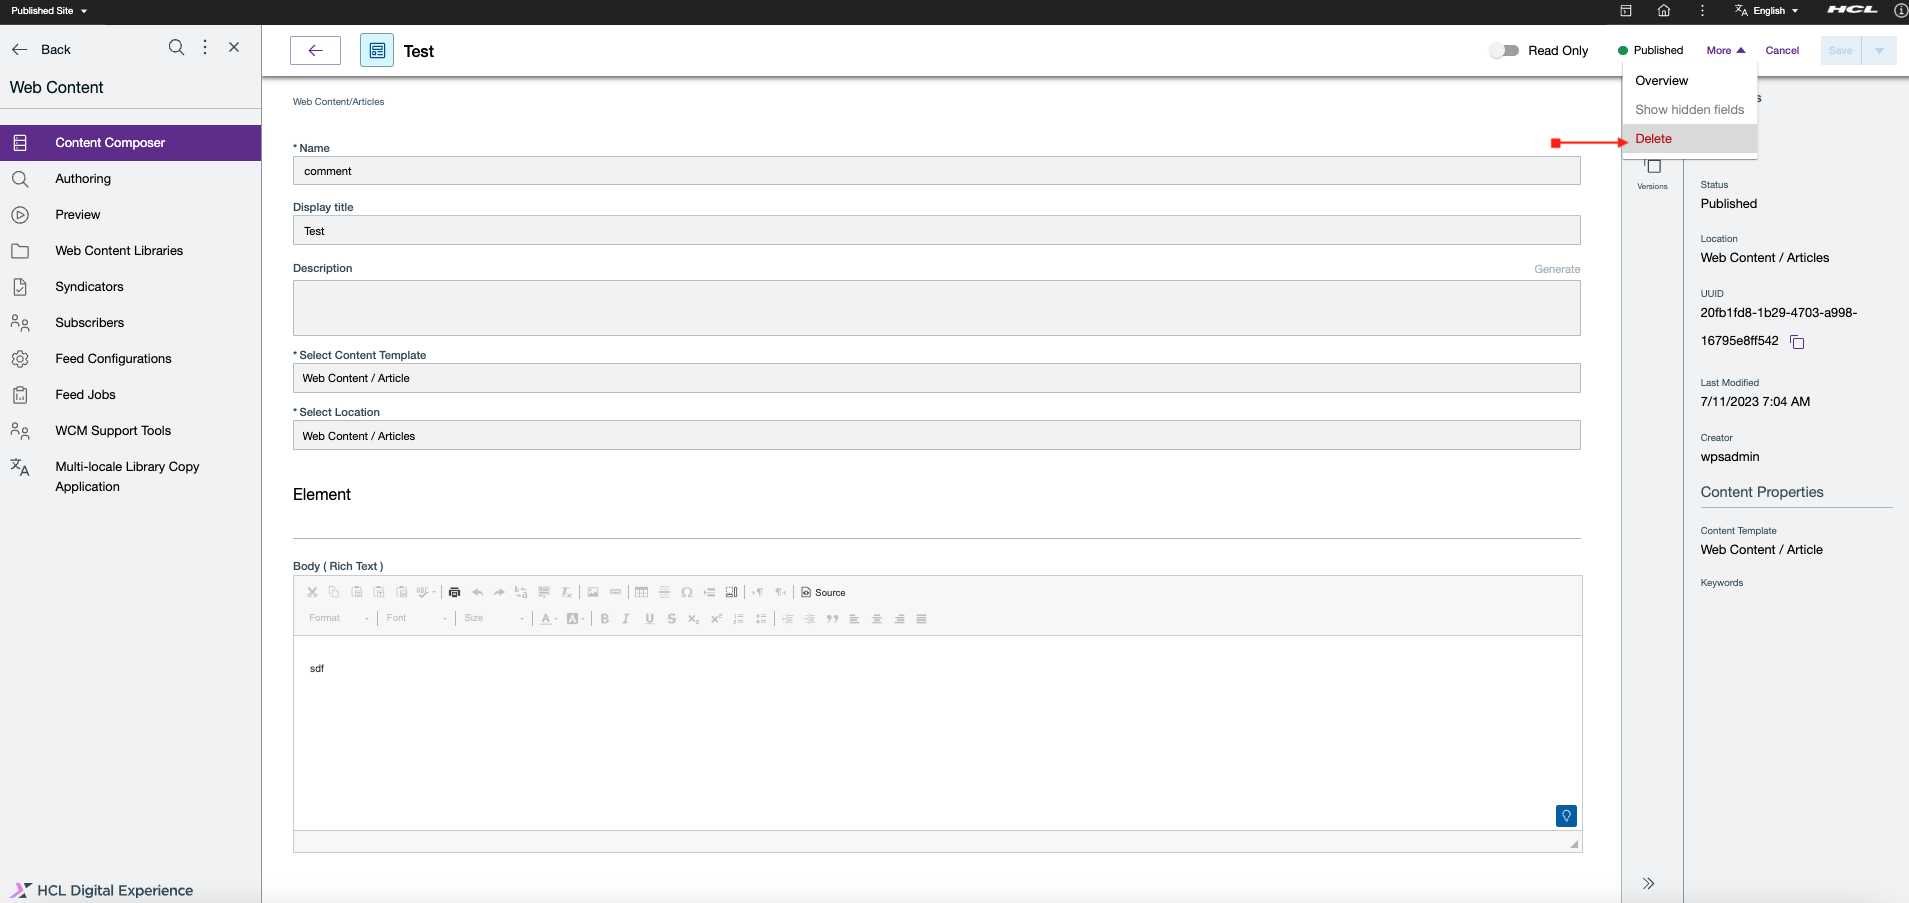 Published Site
English
HCL
Back
Web Content
Content Composer
Authoring
Preview
Web Content Libraries
Syndicators
Subscribers
Feed Configurations
Feed Jobs
WCM Support Tools
Multi-locale Library Copy
Application
HCL Digital Experience
Test
Read Only
Published
More
Cancel
Save
Overview
Show hidden fields
Delete
Web Content/Articles
* Name
comment
Display title
Test
Description
Generate
* Select Content Template
Web Content / Article
* Select Location
Web Content / Articles
Element
Body ( Rich Text )
Source
Format
Font
Size
sdf
Versions
Status
Published
Location
Web Content / Articles
UUID
20fb1fd8-1b29-4703-a998-
16795e8ff542
Last Modified
7/11/2023 7:04 AM
Creator
wpsadmin
Content Properties
Content Template
Web Content / Article
Keywords